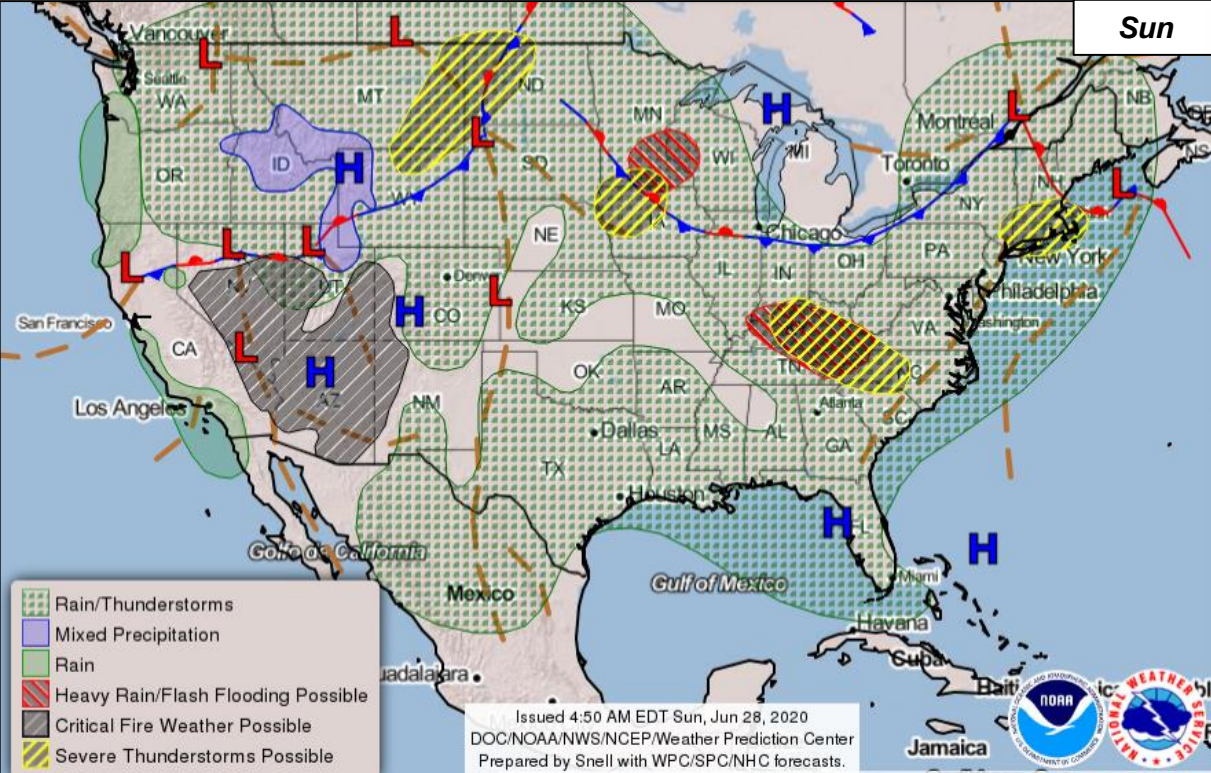 Sun
Vancouver
L
L
Seattle
WA
MT
ND
MN
H
NB
L
Montreal
L
ID
H
OR
SD
WI
MI
Toronto
NS
NH
L
NY
WY
NE
Chicago
L
L
L
Denver
IL
IN
OH
PA
New York
L
Philadelphia
UT
H
CO
KS
MO
VA
Washington
San Francisco
CA
L
H
AZ
OK
TN
NC
NM
AR
Atlanta
SC
Los Angeles
Dallas
MS
AL
GA
LA
TX
Houston
H
FL
H
Golfo de California
Gulf of Mexico
Miami
Mexico
Havana
Cuba
Rain/Thunderstorms
Mixed Precipitation
Rain
Heavy Rain/Flash Flooding Possible
Critical Fire Weather Possible
Severe Thunderstorms Possible
uadalajara
Issued 4:50 AM EDT Sun, Jun 28, 2020
DOC/NOAA/NWS/NCEP/Weather Prediction Center
Prepared by Snell with WPC/SPC/NHC forecasts.
Haiti
Jamaica
NOAA
NATIONAL WEATHER SERVICE